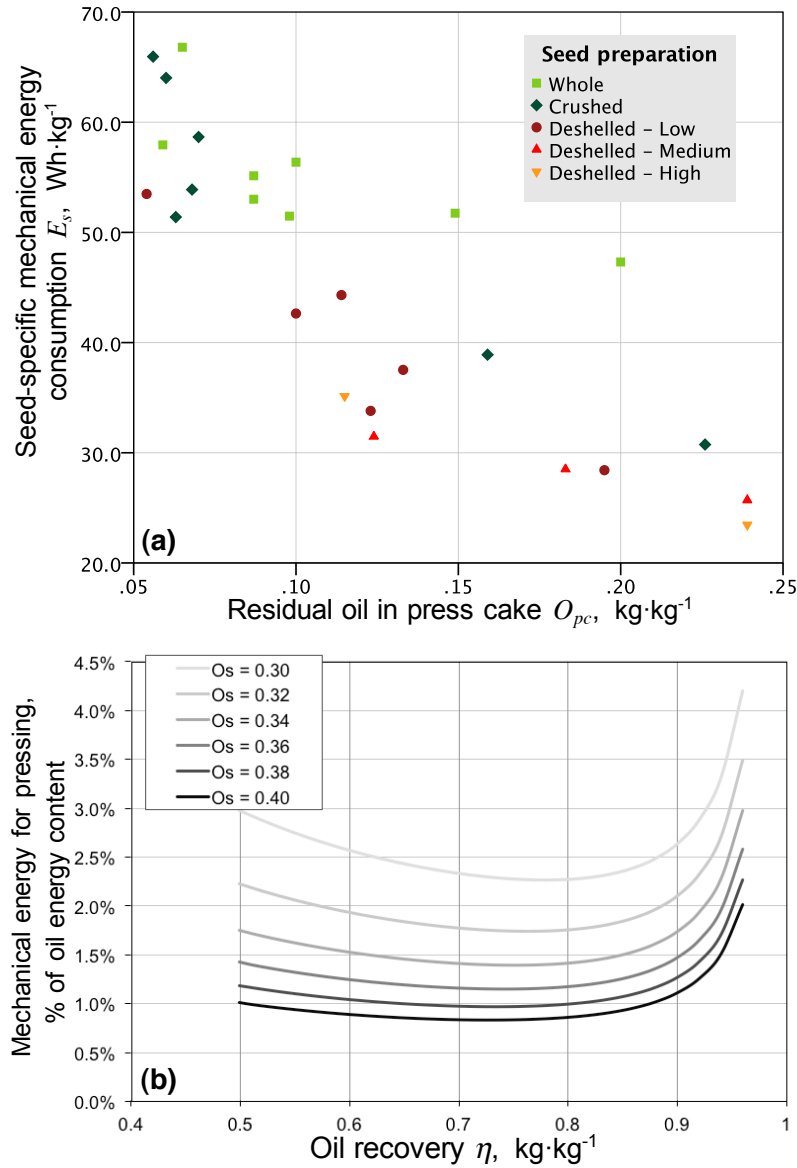 70.0
60.0
50.0
40.0
30.0
20.0
Seed-specific mechanical energy
consumption Es, Wh·kg-1
Seed preparation
Whole
Crushed
Deshelled – Low
Deshelled – Medium
Deshelled – High
(a)
.05
.10
.15
.20
.25
Residual oil in press cake Opc, kg·kg-1
4.5%
4.0%
3.5%
3.0%
2.5%
2.0%
1.5%
1.0%
0.5%
0.0%
Mechanical energy for pressing,
% of oil energy content
Os = 0.30
Os = 0.32
Os = 0.34
Os = 0.36
Os = 0.38
Os = 0.40
(b)
0.4
0.5
0.6
0.7
0.8
0.9
1
Oil recovery η, kg·kg-1